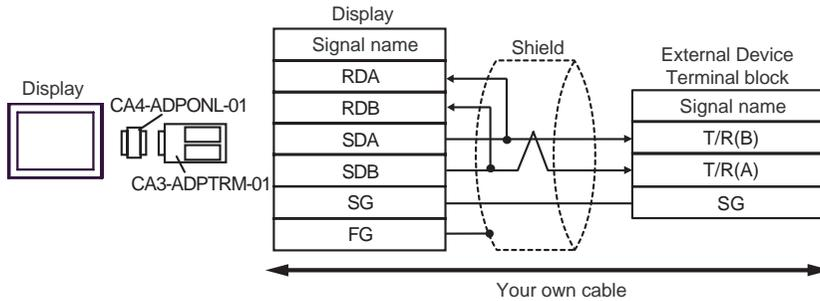 Display
CA4-ADPONL-01
CA3-ADPTRM-01
Display
Signal name
RDA
RDB
SDA
SDB
SG
FG
Shield
External Device
Terminal block
Signal name
T/R(B)
T/R(A)
SG
Your own cable